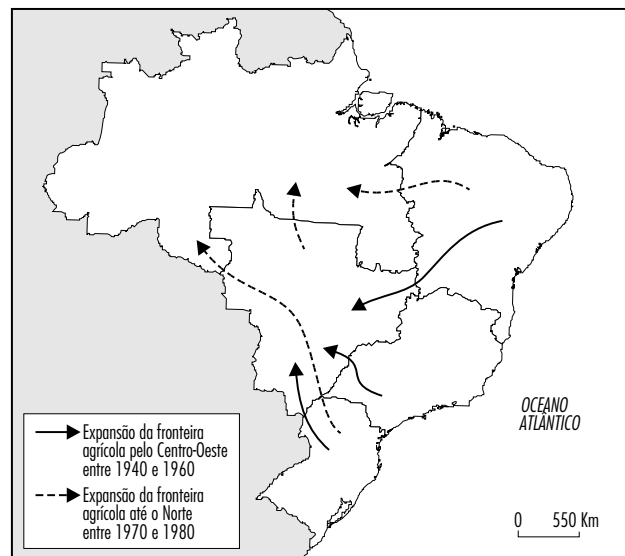 OCEANO
ATLÂNTICO
Expansão da fronteira
agrícola pelo Centro-Oeste
entre 1940 e 1960
Expansão da fronteira
agrícola até o Norte
entre 1970 e 1980
0 550 Km